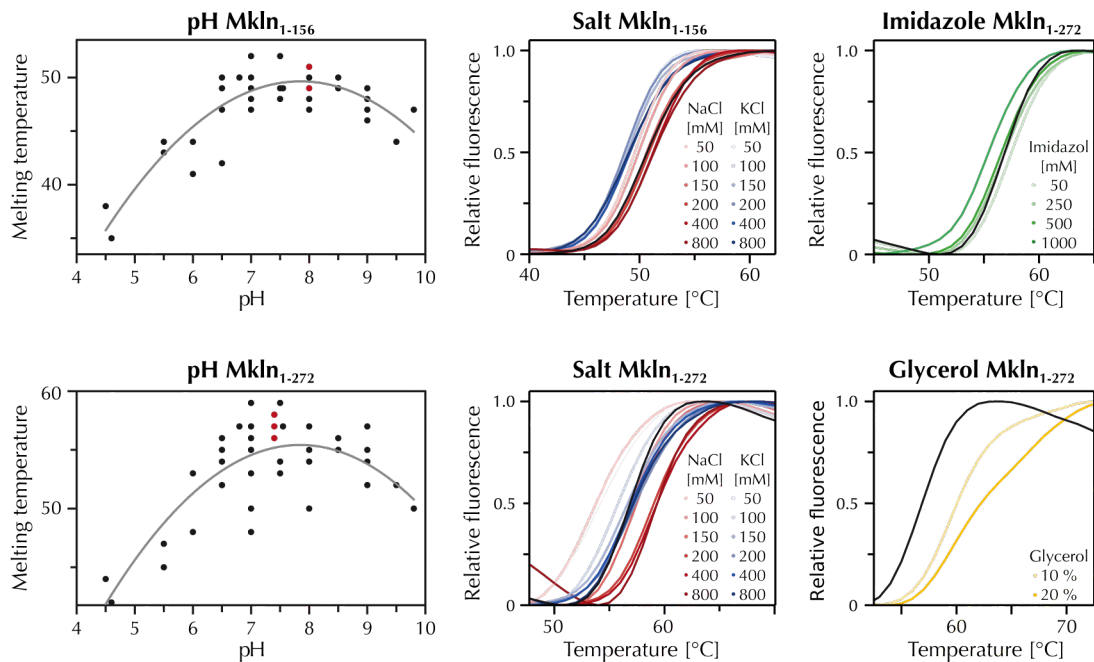 pH Mkln1-156
Melting temperature
50
40
4 5 6 7 8 9 10
pH
Salt Mkln1-156
Relative fluorescence
1.0
0.5
0
NaCl KCl
[mM] [mM]
50 50
100 100
150 150
200 200
400 400
800 800
40 50 60
Temperature [°C]
Imidazole Mkln1-272
Relative fluorescence
1.0
0.5
0
Imidazol
[mM]
50
250
500
1000
50 60
Temperature [°C]
pH Mkln1-272
Melting temperature
60
50
4 5 6 7 8 9 10
pH
Salt Mkln1-272
Relative fluorescence
1.0
0.5
0
NaCl KCl
[mM] [mM]
50 50
100 100
150 150
200 200
400 400
800 800
50 60
Temperature [°C]
Glycerol Mkln1-272
Relative fluorescence
1.0
0.5
0
Glycerol
10 %
20 %
60 70
Temperature [°C]